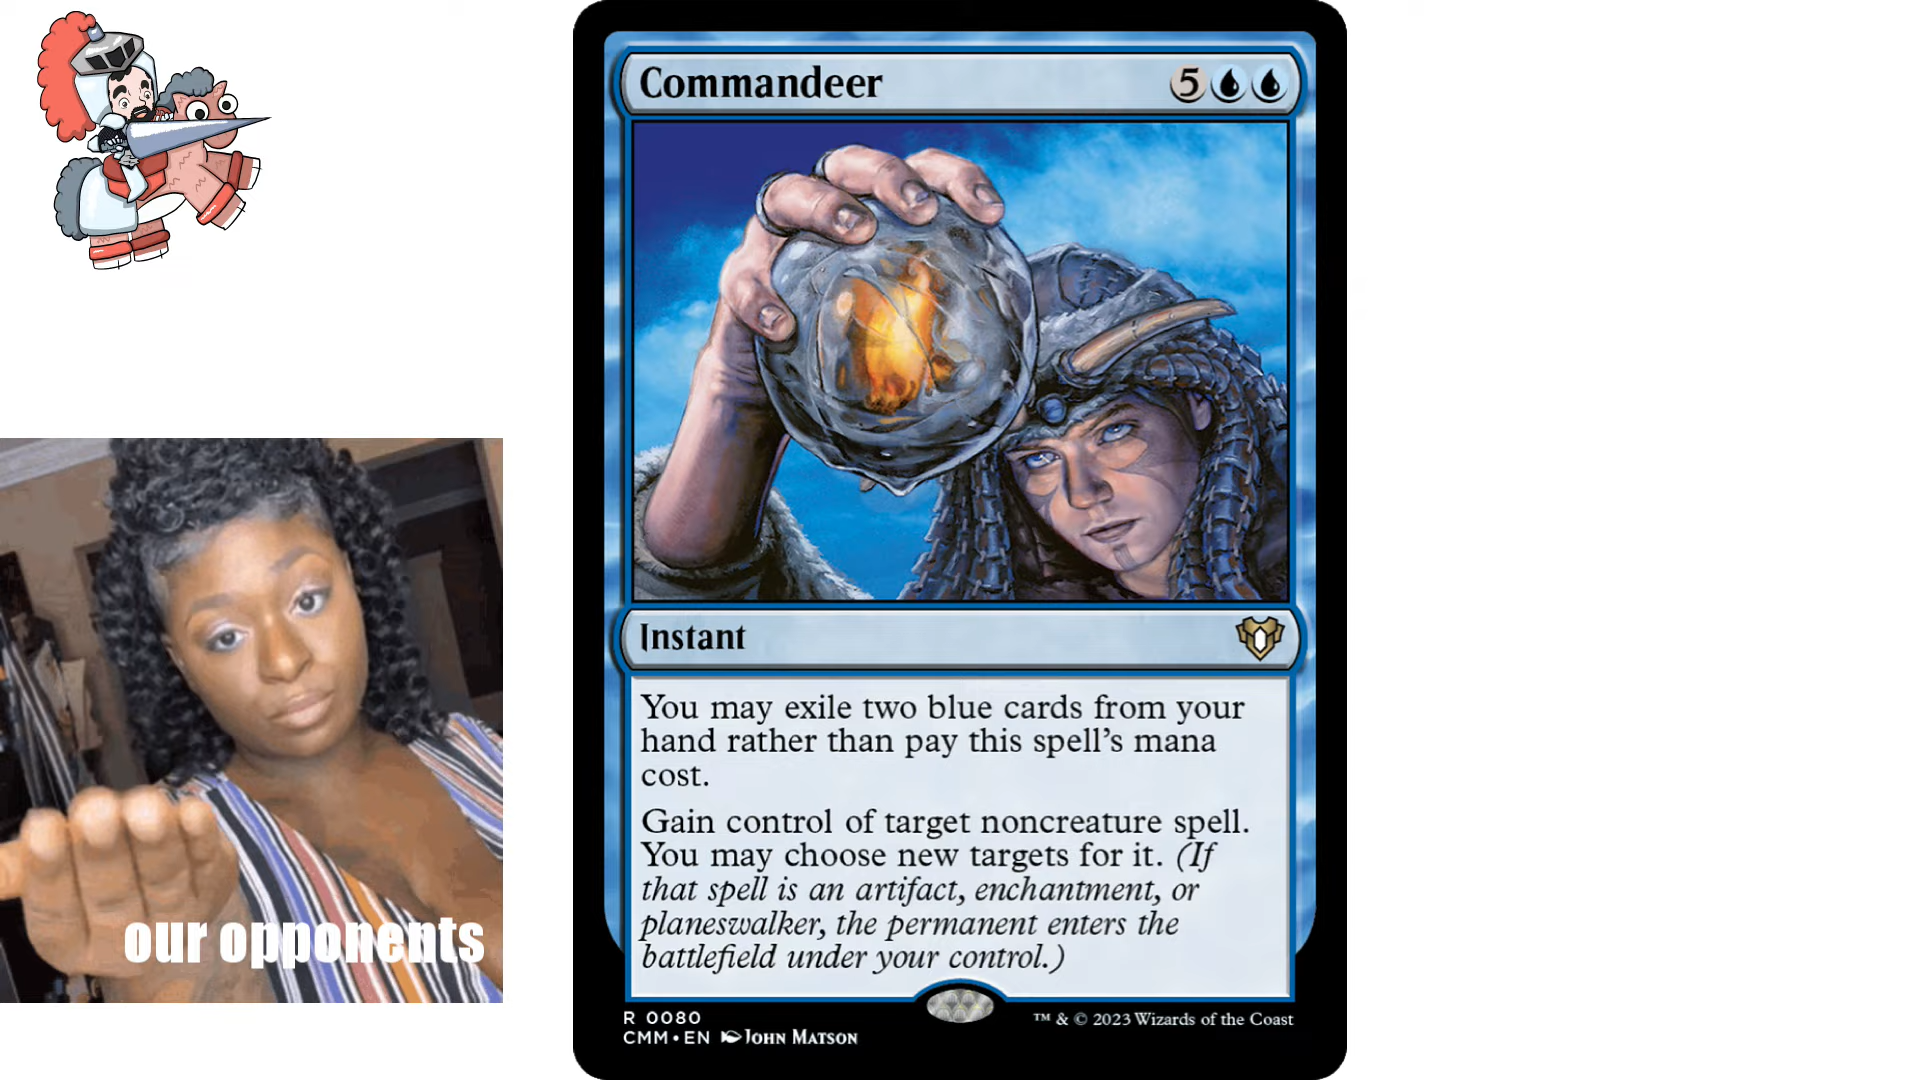 Commandeer
5
Instant
You may exile two blue cards from your
hand rather than pay this spell's mana
cost.
Gain control of target noncreature spell.
You may choose new targets for it. (If
that spell is an artifact, enchantment, or
planeswalker, the permanent enters the
battlefield under your control.)
R 0080
CMM • EN John Matson
™ & © 2023 Wizards of the Coast
our opponents